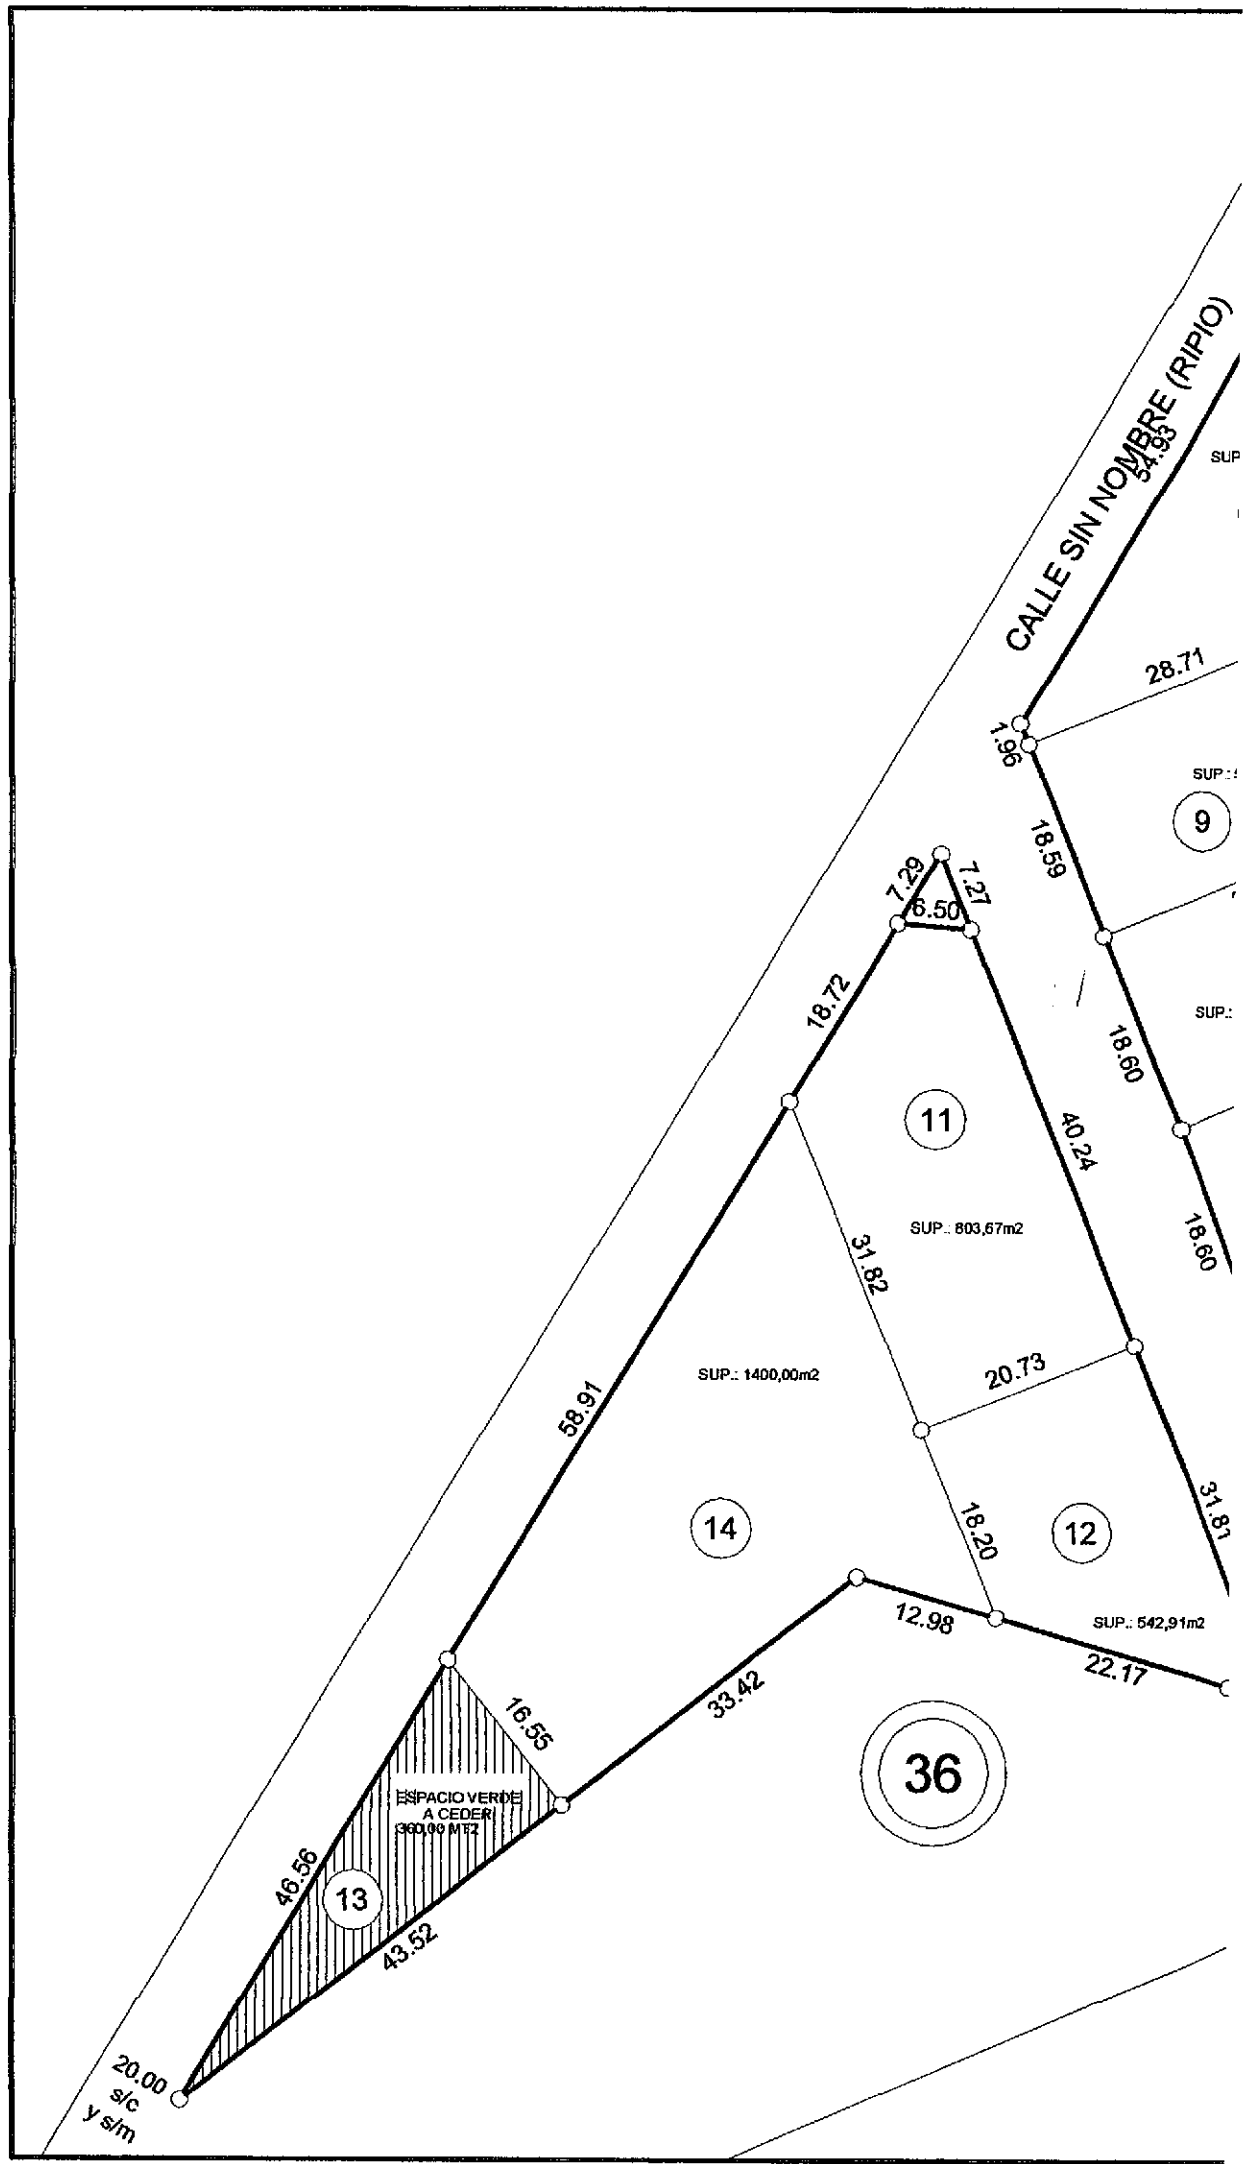 CALLE SIN NOMBRE (RIPIO)
54.93
SUP
28.71
1.96
SUP.:
9
18.59
7.29
7.27
6.50
18.72
SUP.:
18.60
11
40.24
SUP.: 803,67m2
31.82
18.60
20.73
SUP.: 1400,00m2
58.91
31.81
14
18.20
12
12.98
SUP.: 542,91m2
22.17
33.42
16.55
36
ESPACIO VERDE
A CEDER
360,00 MT2
46.56
13
43.52
20.00
s/c
y s/m